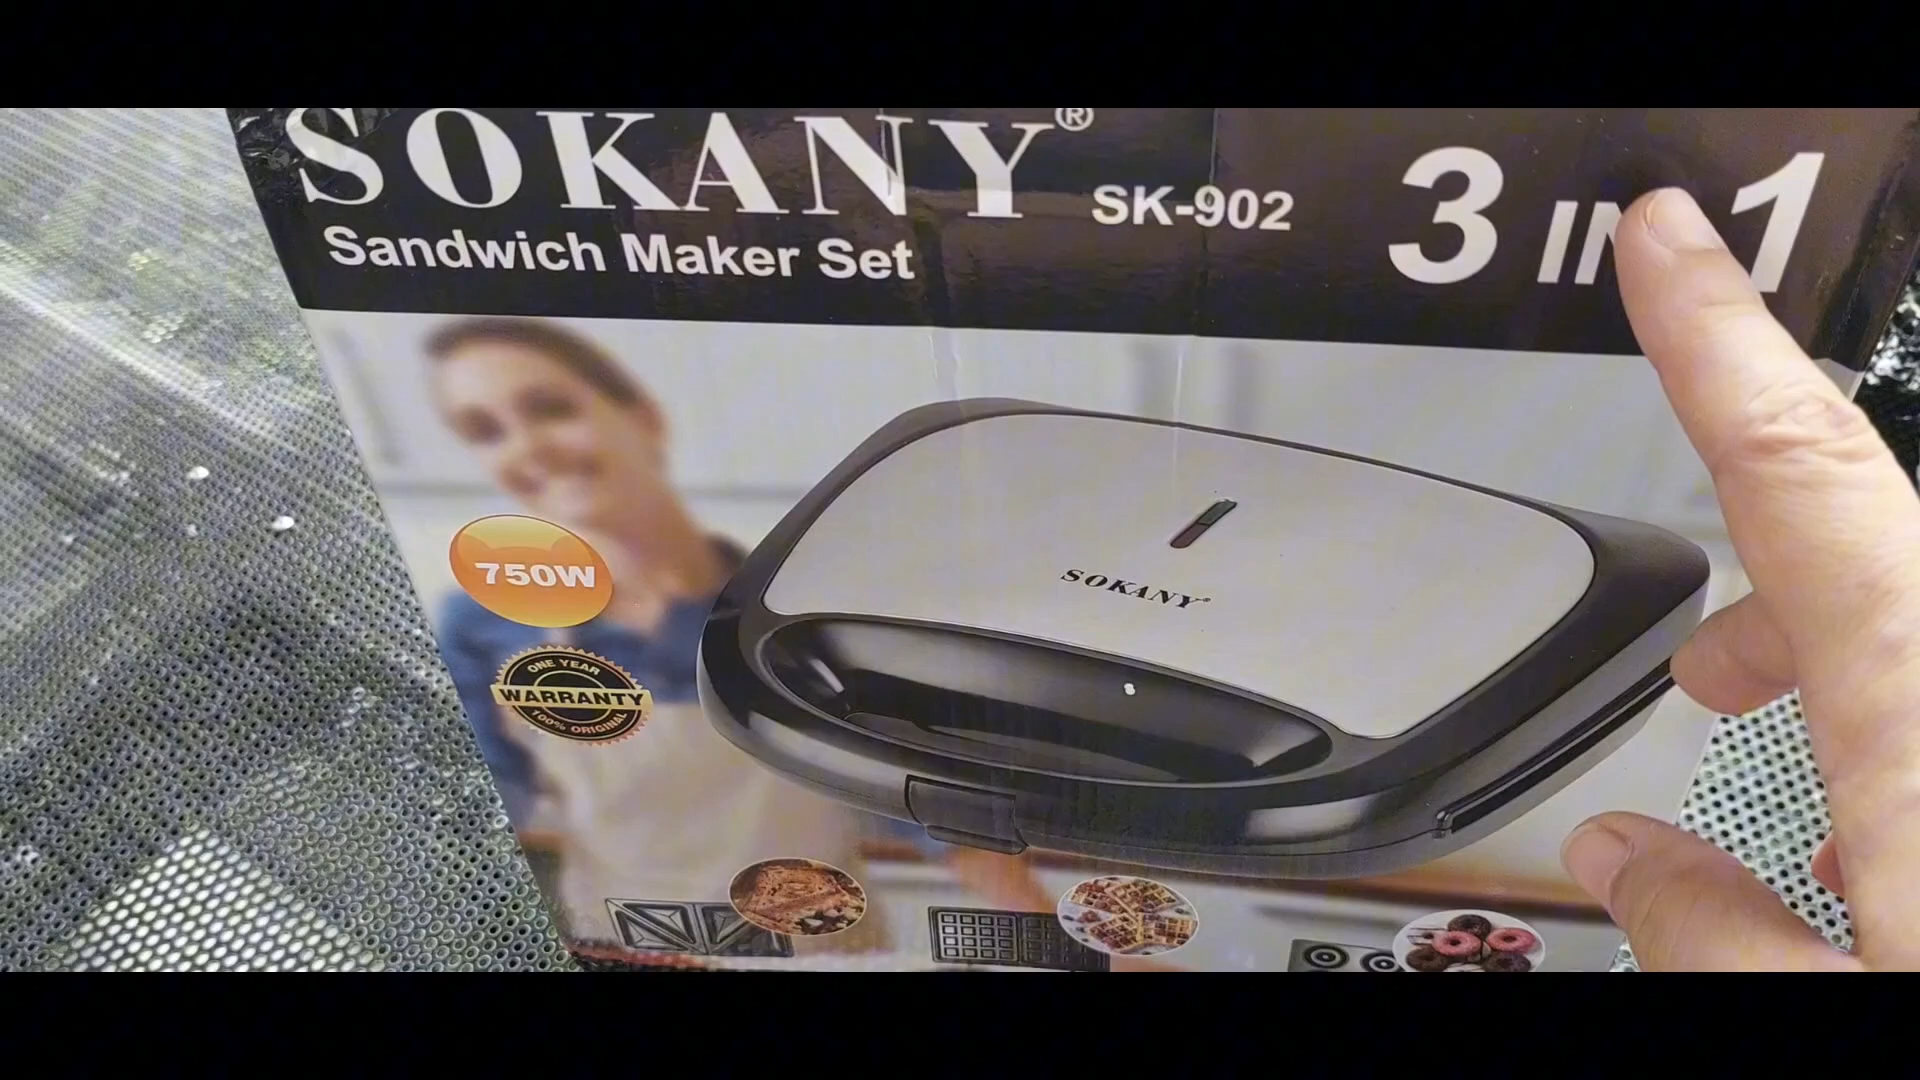 SOKANY®
SK-902
3 IN 1
Sandwich Maker Set
SOKANY®
750W
ONE YEAR
WARRANTY
100% ORIGINAL